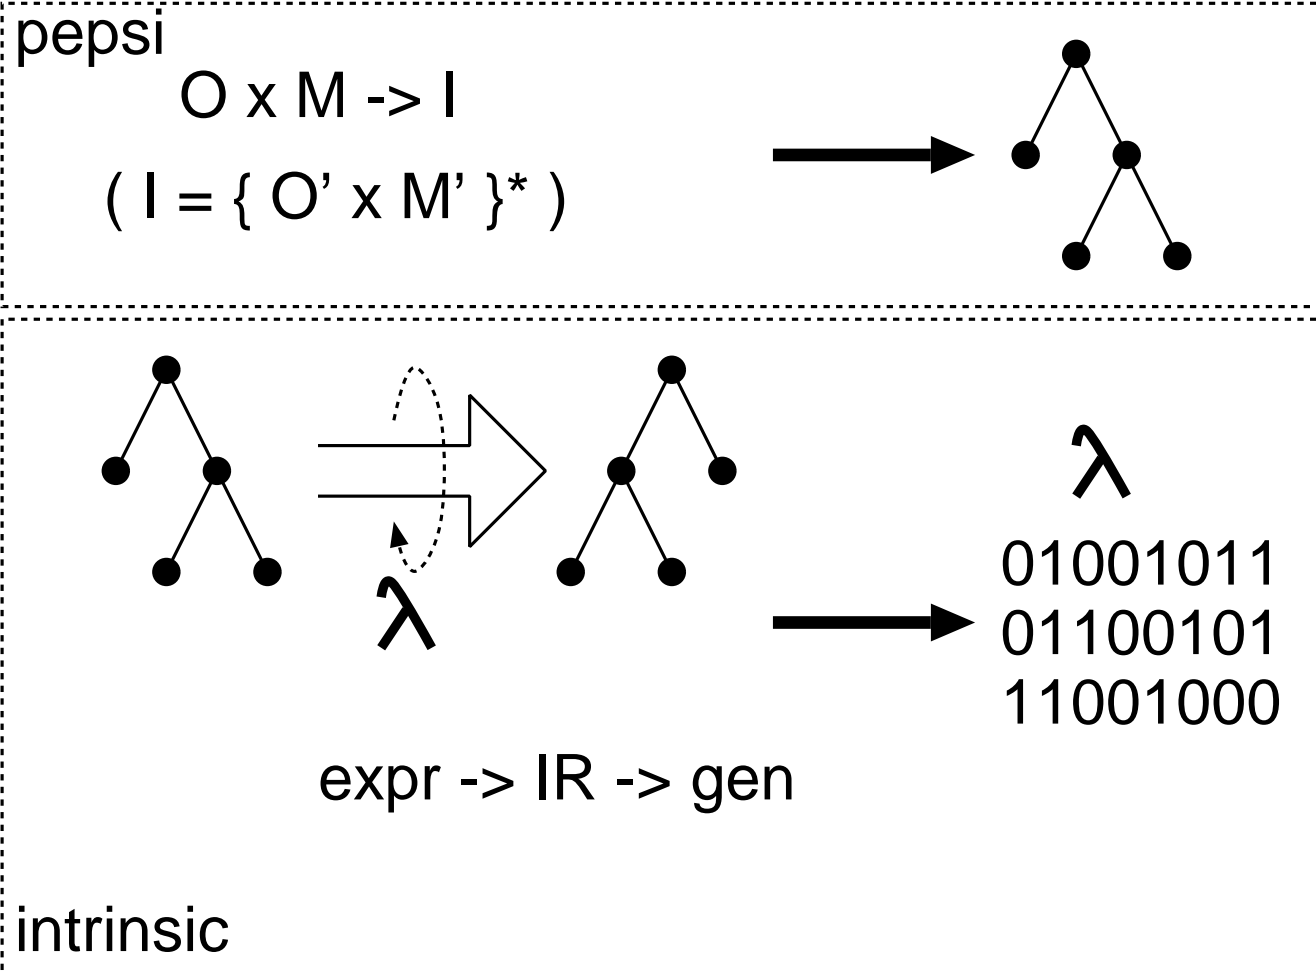 pepsi
O x M -> I
( I = { O’ x M’ }* )
λ
λ
01001011
01100101
11001000
expr -> IR -> gen
intrinsic